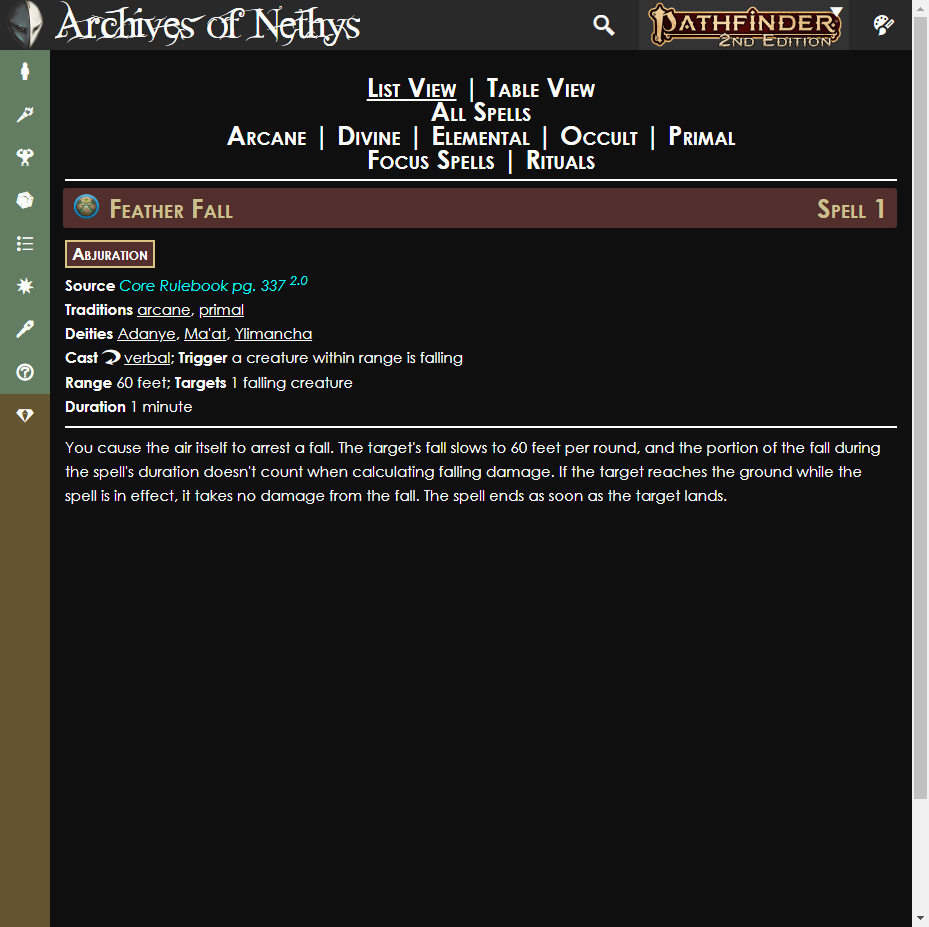 Archives of Nethys
PATHFINDER
2ND EDITION
List View | Table View
All Spells
Arcane | Divine | Elemental | Occult | Primal
Focus Spells | Rituals
Feather Fall Spell 1
Abjuration
Source Core Rulebook pg. 337 2.0
Traditions arcane, primal
Deities Adanye, Ma'at, Ylimancha
Cast verbal; Trigger a creature within range is falling
Range 60 feet; Targets 1 falling creature
Duration 1 minute
You cause the air itself to arrest a fall. The target's fall slows to 60 feet per round, and the portion of the fall during
the spell's duration doesn't count when calculating falling damage. If the target reaches the ground while the
spell is in effect, it takes no damage from the fall. The spell ends as soon as the target lands.